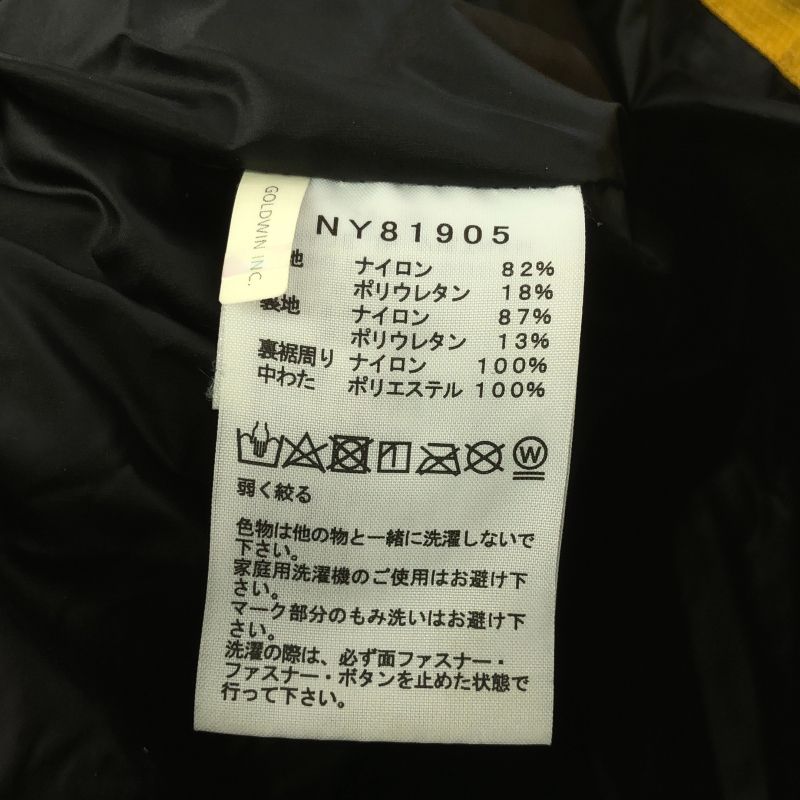 GOLDWIN INC.
NY81905
地 ナイロン 82%
ポリウレタン 18%
裏地 ナイロン 87%
ポリウレタン 13%
裏裾周り ナイロン 100%
中わた ポリエステル 100%
W
弱く絞る
色物は他の物と一緒に洗濯しないで
下さい。
家庭用洗濯機のご使用はお避け下
さい。
マーク部分のもみ洗いはお避け下
さい。
洗濯の際は、必ず面ファスナー・
ファスナー・ボタンを止めた状態で
行って下さい。